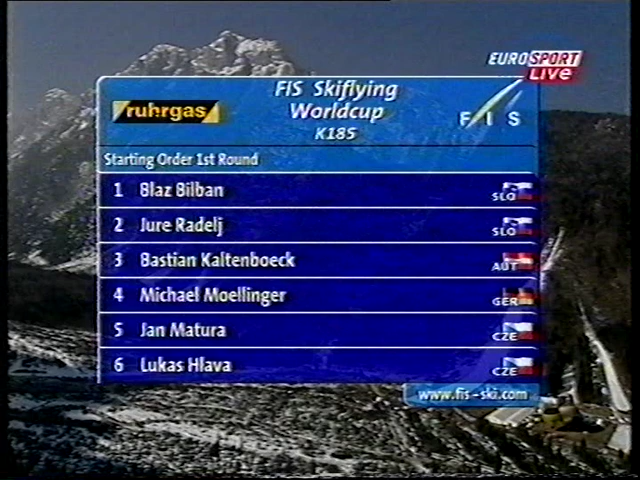 EUROSPORT
LIVE
ruhrgas
FIS Skiflying
Worldcup
K185
FIS
Starting Order 1st Round
1 Blaz Bilban SLO
2 Jure Radelj SLO
3 Bastian Kaltenboeck AUT
4 Michael Moellinger GER
5 Jan Matura CZE
6 Lukas Hlava CZE
www.fis-ski.com